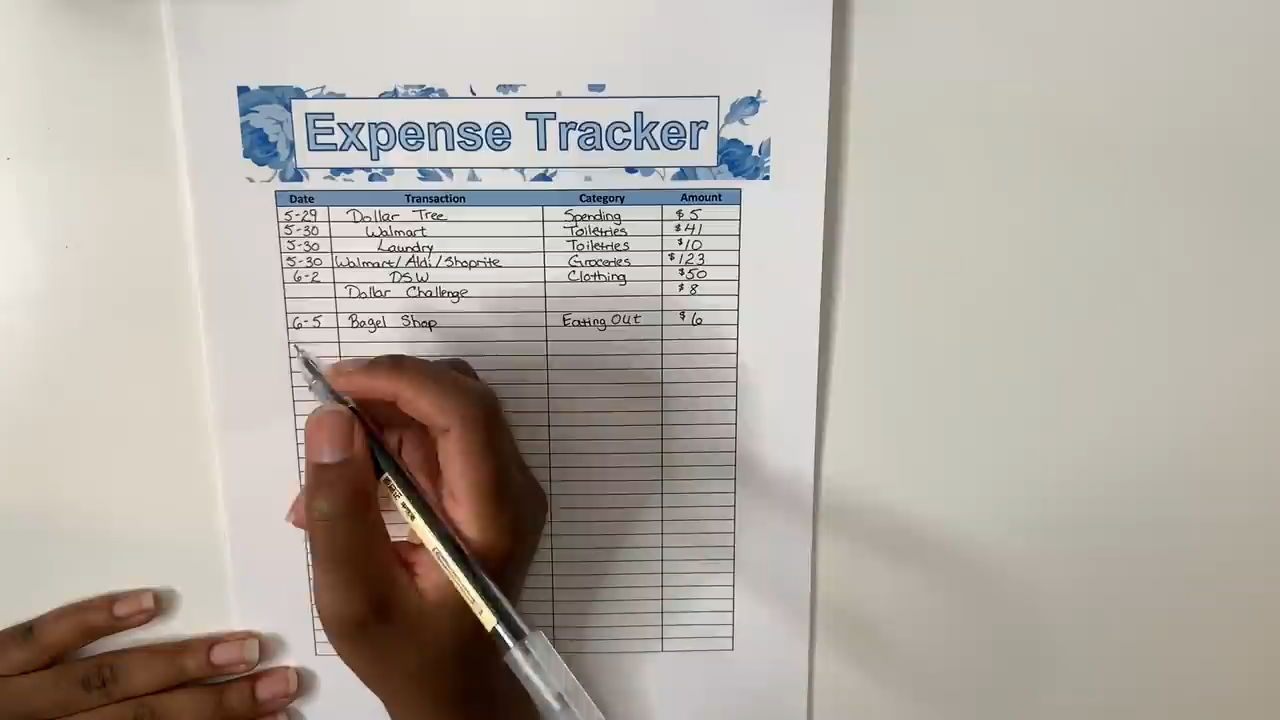 Expense Tracker
Date Transaction Category Amount
5-29 Dollar Tree Spending $5
5-30 Walmart Toiletries $41
5-30 Laundry Toiletries $10
5-30 Walmart/Aldi/Shoprite Groceries $123
6-2 DSW Clothing $50
Dollar Challenge $8
6-5 Bagel Shop Eating Out $6